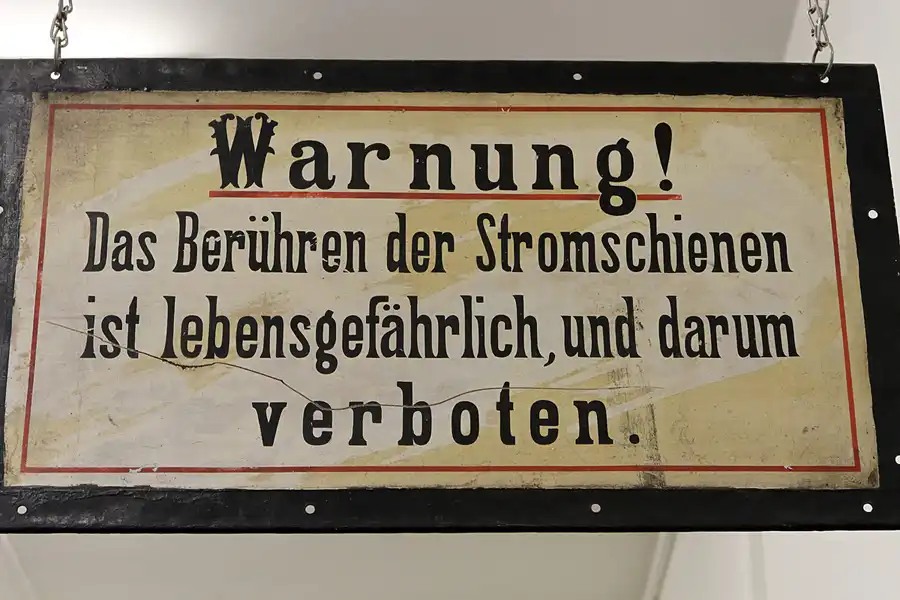 Warnung!
Das Berühren der Stromschienen
ist lebensgefährlich, und darum
verboten.